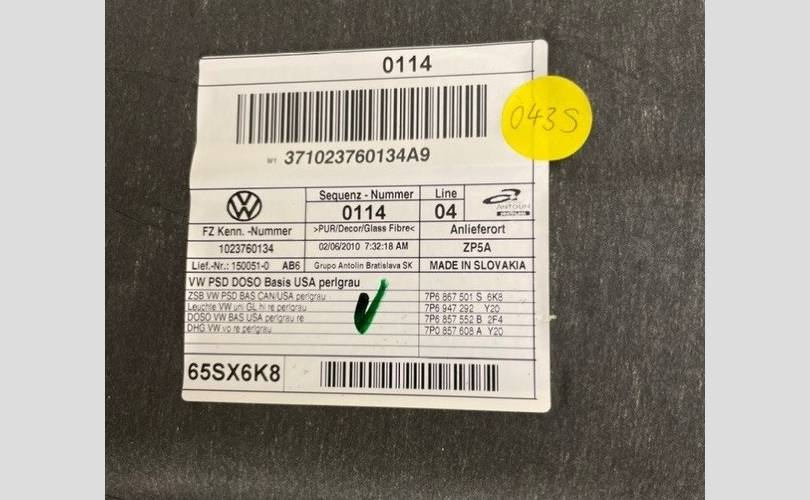 0114
043S
W1 371023760134A9
VW
Sequenz - Nummer
Line
0114
04
ANTOLIN
FZ Kenn. -Nummer
>PUR/Decor/Glass Fibre<
Anlieferort
1023760134
02/06/2010 7:32:18 AM
ZP5A
Lief.-Nr.: 150051-0 AB6
Grupo Antolin Bratislava SK
MADE IN SLOVAKIA
VW PSD DOSO Basis USA perlgrau
ZSB VW PSD BAS CAN/USA perlgrau
7P6 867 501 S 6K8
Leuchte VW uni GL hi re perlgrau
7P6 947 292 Y20
DOSO VW BAS USA perlgrau re
7P6 857 552 B 2F4
DHG VW vo re perlgrau
7P0 857 608 A Y20
65SX6K8